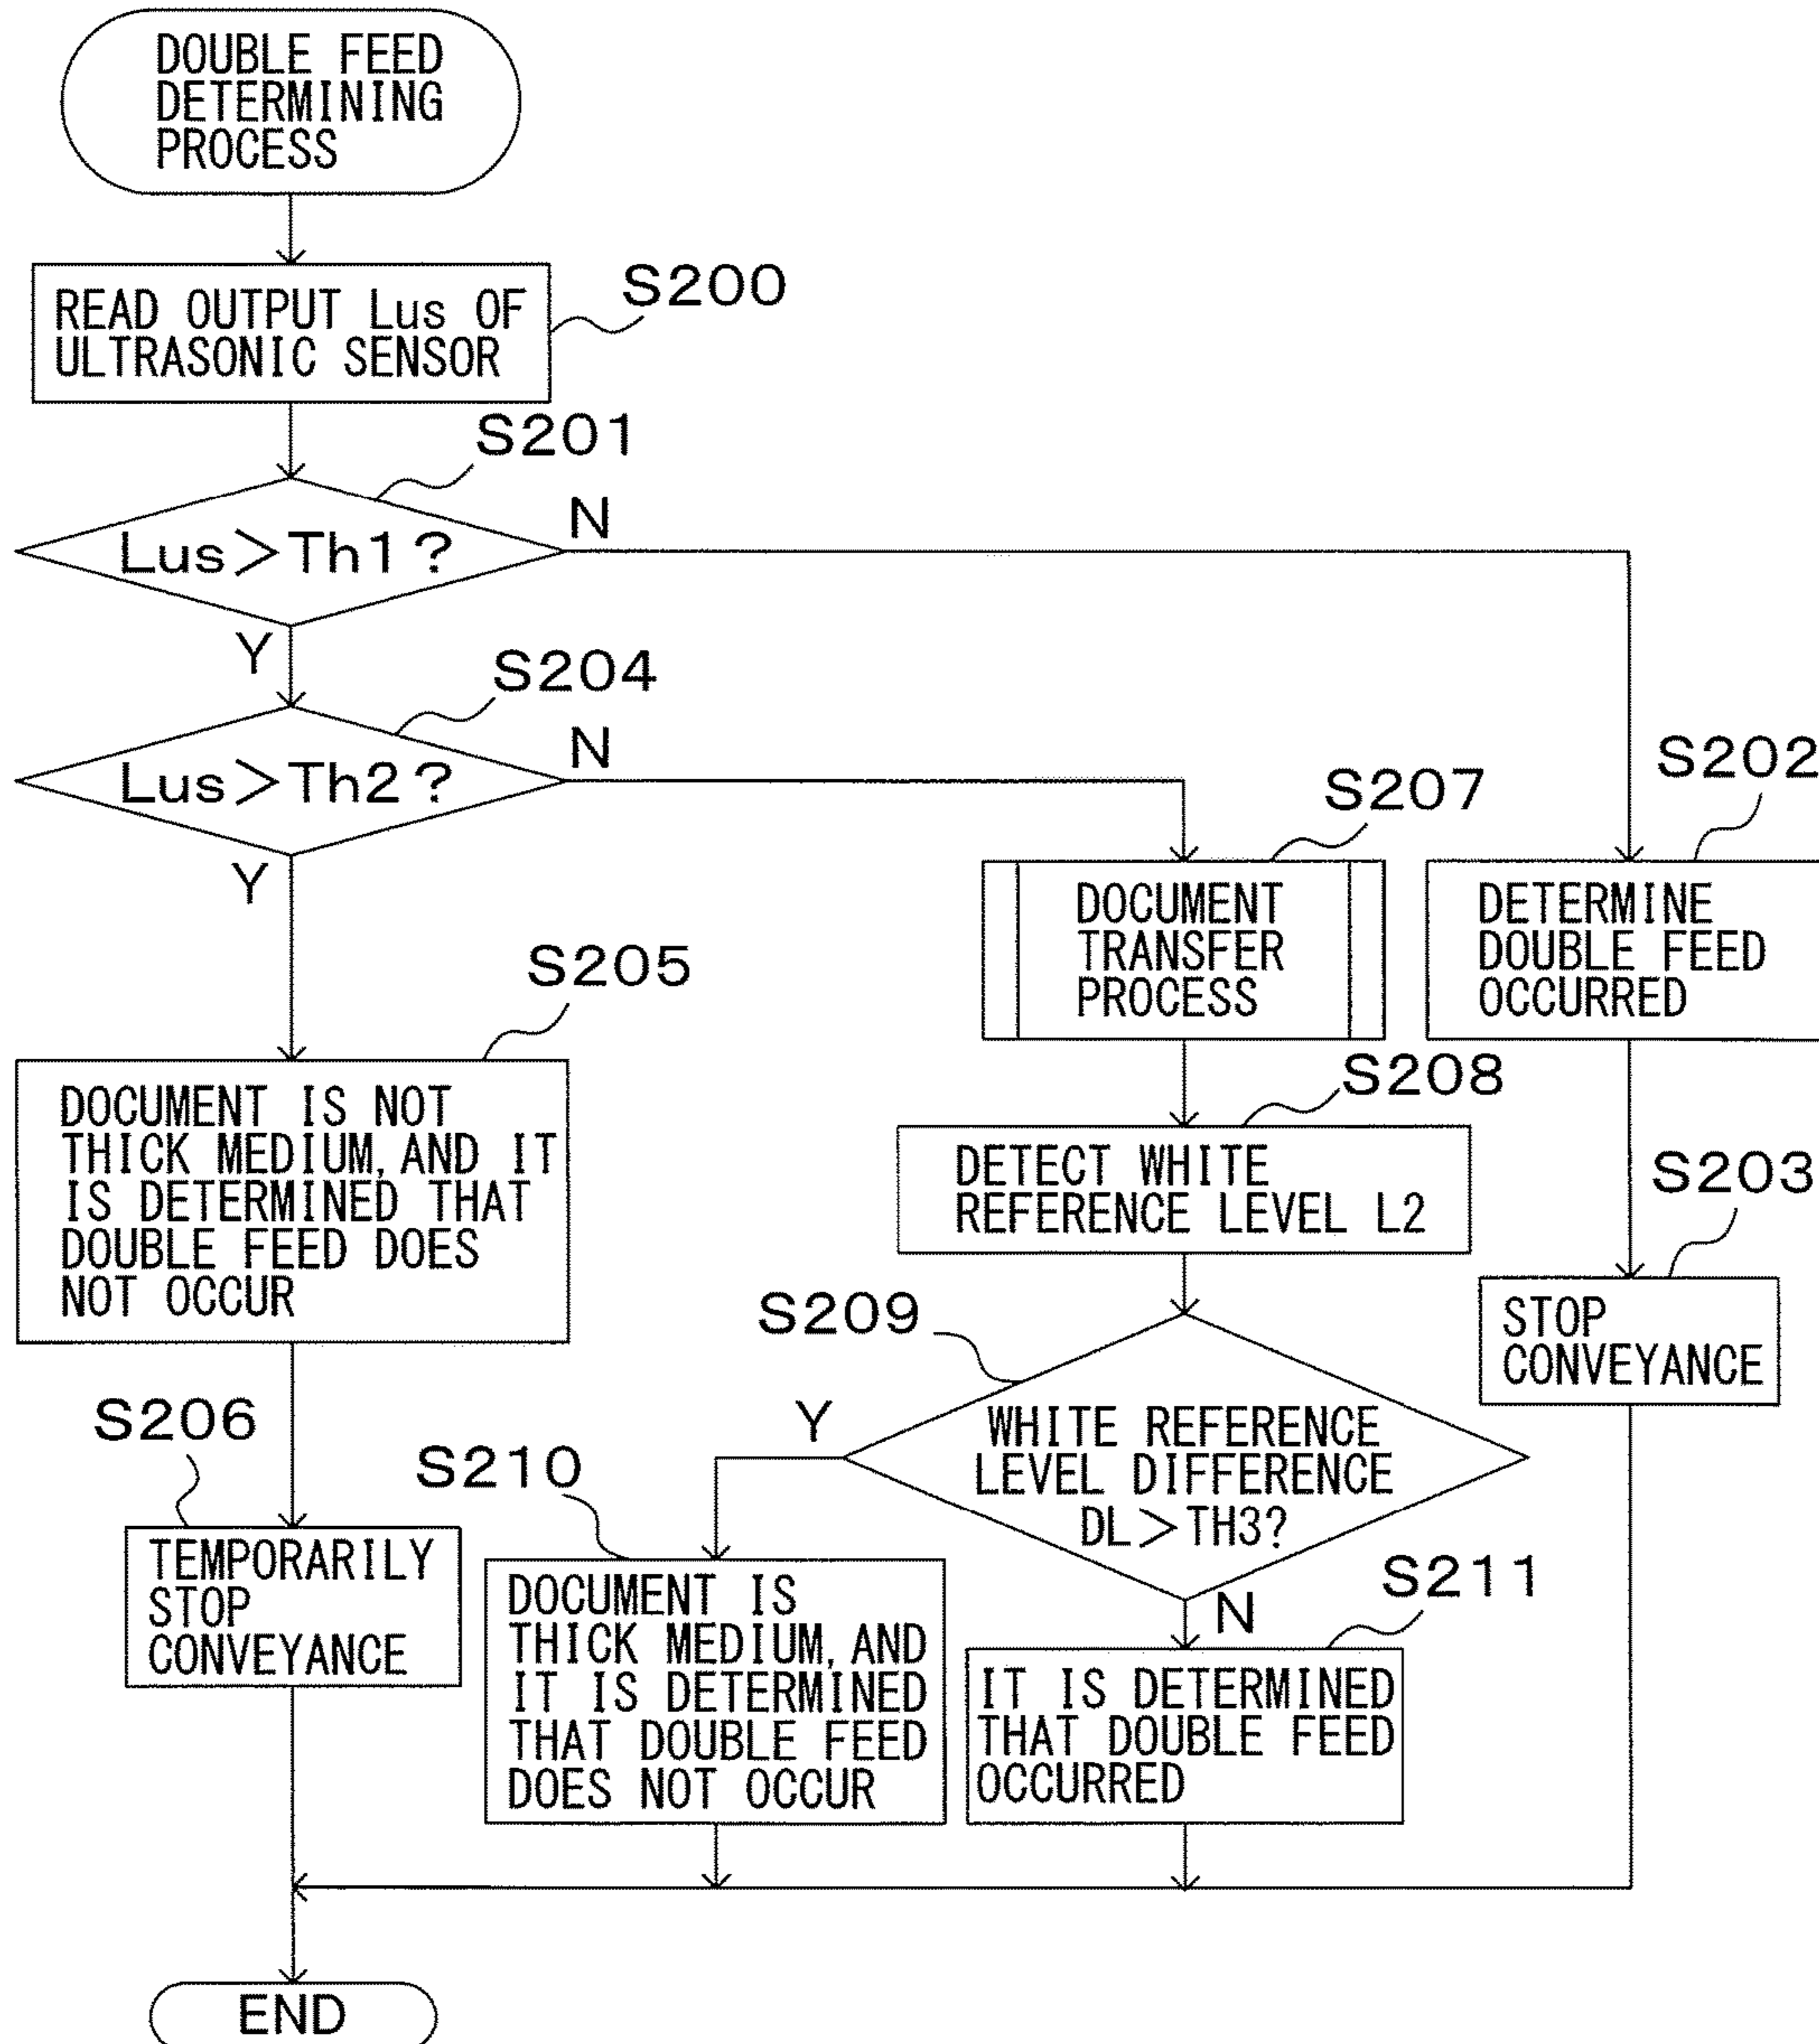 DOUBLE FEED
DETERMINING
PROCESS
READ OUTPUT Lus OF
ULTRASONIC SENSOR
S200
S201
Lus>Th1?
N
Y
S204
Lus>Th2?
N
Y
S207
DOCUMENT
TRANSFER
PROCESS
S202
DETERMINE
DOUBLE FEED
OCCURRED
S205
DOCUMENT IS NOT
THICK MEDIUM, AND IT
IS DETERMINED THAT
DOUBLE FEED DOES
NOT OCCUR
S208
DETECT WHITE
REFERENCE LEVEL L2
S203
STOP
CONVEYANCE
S209
WHITE REFERENCE
LEVEL DIFFERENCE
DL>TH3?
Y
N
S206
TEMPORARILY
STOP
CONVEYANCE
S210
DOCUMENT IS
THICK MEDIUM, AND
IT IS DETERMINED
THAT DOUBLE FEED
DOES NOT OCCUR
S211
IT IS DETERMINED
THAT DOUBLE FEED
OCCURRED
END